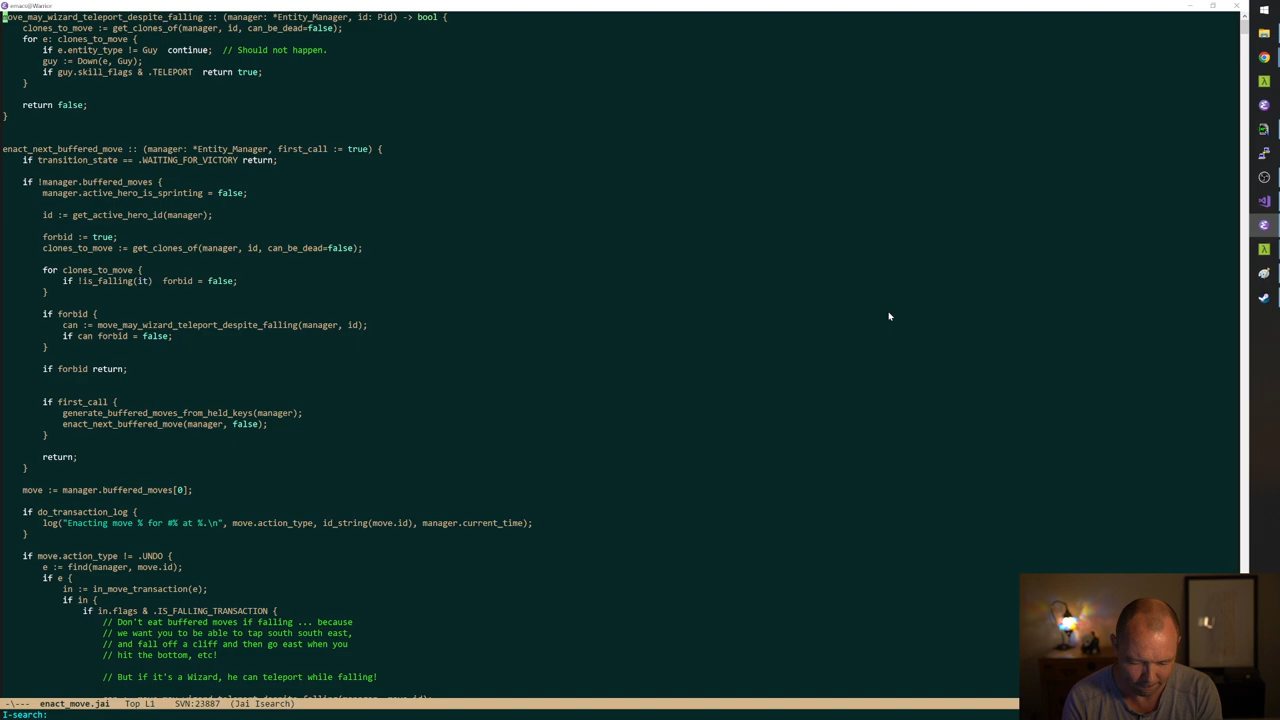 emacs@Warrior
move_may_wizard_teleport_despite_falling :: (manager: *Entity_Manager, id: Pid) -> bool {
    clones_to_move := get_clones_of(manager, id, can_be_dead=false);
    for e: clones_to_move {
        if e.entity_type != Guy  continue;  // Should not happen.
        guy := Down(e, Guy);
        if guy.skill_flags & .TELEPORT  return true;
    }
    return false;
}
enact_next_buffered_move :: (manager: *Entity_Manager, first_call := true) {
    if transition_state == .WAITING_FOR_VICTORY return;
    if !manager.buffered_moves {
        manager.active_hero_is_sprinting = false;
        id := get_active_hero_id(manager);
        forbid := true;
        clones_to_move := get_clones_of(manager, id, can_be_dead=false);
        for clones_to_move {
            if !is_falling(it)  forbid = false;
        }
        if forbid {
            can := move_may_wizard_teleport_despite_falling(manager, id);
            if can forbid = false;
        }
        if forbid return;
        if first_call {
            generate_buffered_moves_from_held_keys(manager);
            enact_next_buffered_move(manager, false);
        }
        return;
    }
    move := manager.buffered_moves[0];
    if do_transaction_log {
        log("Enacting move % for #% at %.\n", move.action_type, id_string(move.id), manager.current_time);
    }
    if move.action_type != .UNDO {
        e := find(manager, move.id);
        if e {
            in := in_move_transaction(e);
            if in {
                if in.flags & .IS_FALLING_TRANSACTION {
                    // Don't eat buffered moves if falling ... because
                    // we want you to be able to tap south south east,
                    // and fall off a cliff and then go east when you
                    // hit the bottom, etc!
                    // But if it's a Wizard, he can teleport while falling!
-\---  enact_move.jai   Top L1   SVN:23887  (Jai Isearch)
I-search: